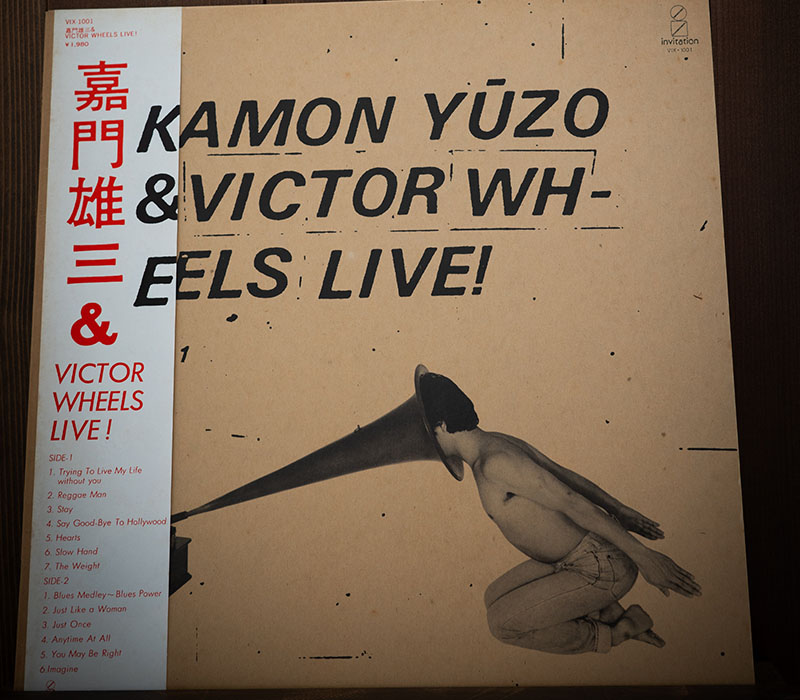 VIX 1001
嘉門雄三&
VICTOR WHEELS LIVE!
¥1,980
嘉門雄三
&
VICTOR
WHEELS
LIVE!
SIDE-1
1. Trying To Live My Life
without you
2. Reggae Man
3. Stay
4. Say Good-Bye To Hollywood
5. Hearts
6. Slow Hand
7. The Weight
SIDE-2
1. Blues Medley~Blues Power
2. Just Like a Woman
3. Just Once
4. Anytime At All
5. You May Be Right
6. Imagine
KAMON YŪZO
& VICTOR WH-
EELS LIVE!
invitation
VIX-1001